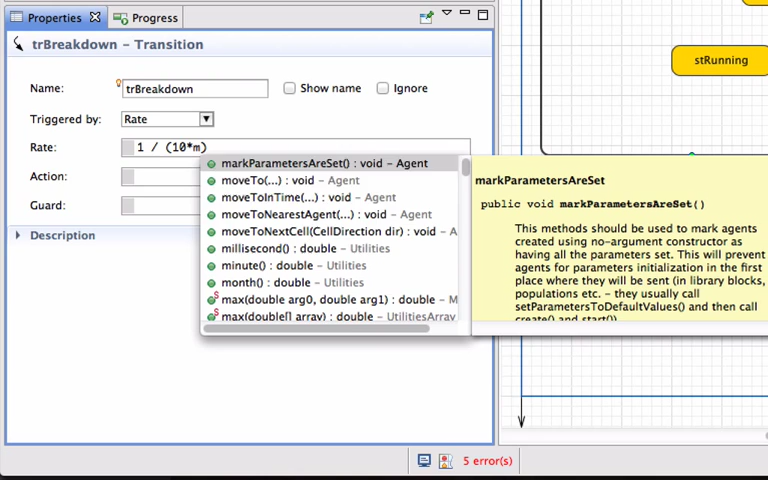 Properties
Progress
trBreakdown – Transition
stRunning
Name:
trBreakdown
Show name
Ignore
Triggered by:
Rate
Rate:
1 / (10*m)
Action:
Guard:
Description
markParametersAreSet() : void – Agent
moveTo(...) : void – Agent
moveToInTime(...) : void – Agent
moveToNearestAgent(...) : void – Agent
moveToNextCell(CellDirection dir) : void – A
millisecond() : double – Utilities
minute() : double – Utilities
month() : double – Utilities
max(double arg0, double arg1) : double – M
max(double[] array) : double – UtilitiesArray
markParametersAreSet
public void markParametersAreSet()
This methods should be used to mark agents
created using no-argument constructor as
having all the parameters set. This will prevent
agents for parameters initialization in the first
place where they will be sent (in library blocks,
populations etc. – they usually call
setParametersToDefaultValues() and then call
create() and start())
5 error(s)